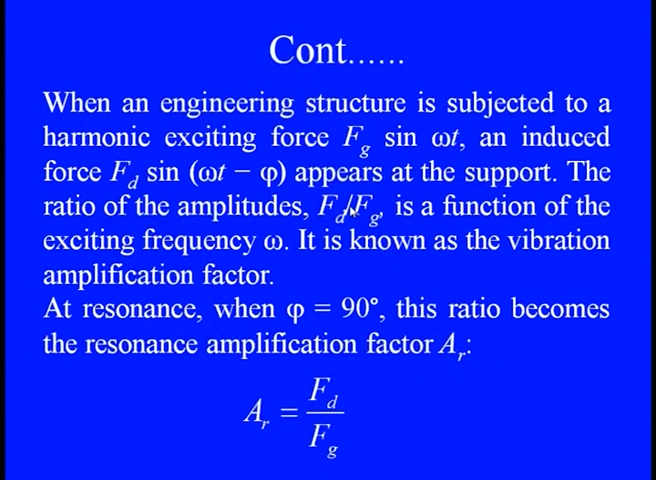 Cont......
When an engineering structure is subjected to a
harmonic exciting force F_g sin ωt, an induced
force F_d sin (ωt − φ) appears at the support. The
ratio of the amplitudes, F_d/F_g, is a function of the
exciting frequency ω. It is known as the vibration
amplification factor.
At resonance, when φ = 90°, this ratio becomes
the resonance amplification factor A_r:
A_r = F_d / F_g